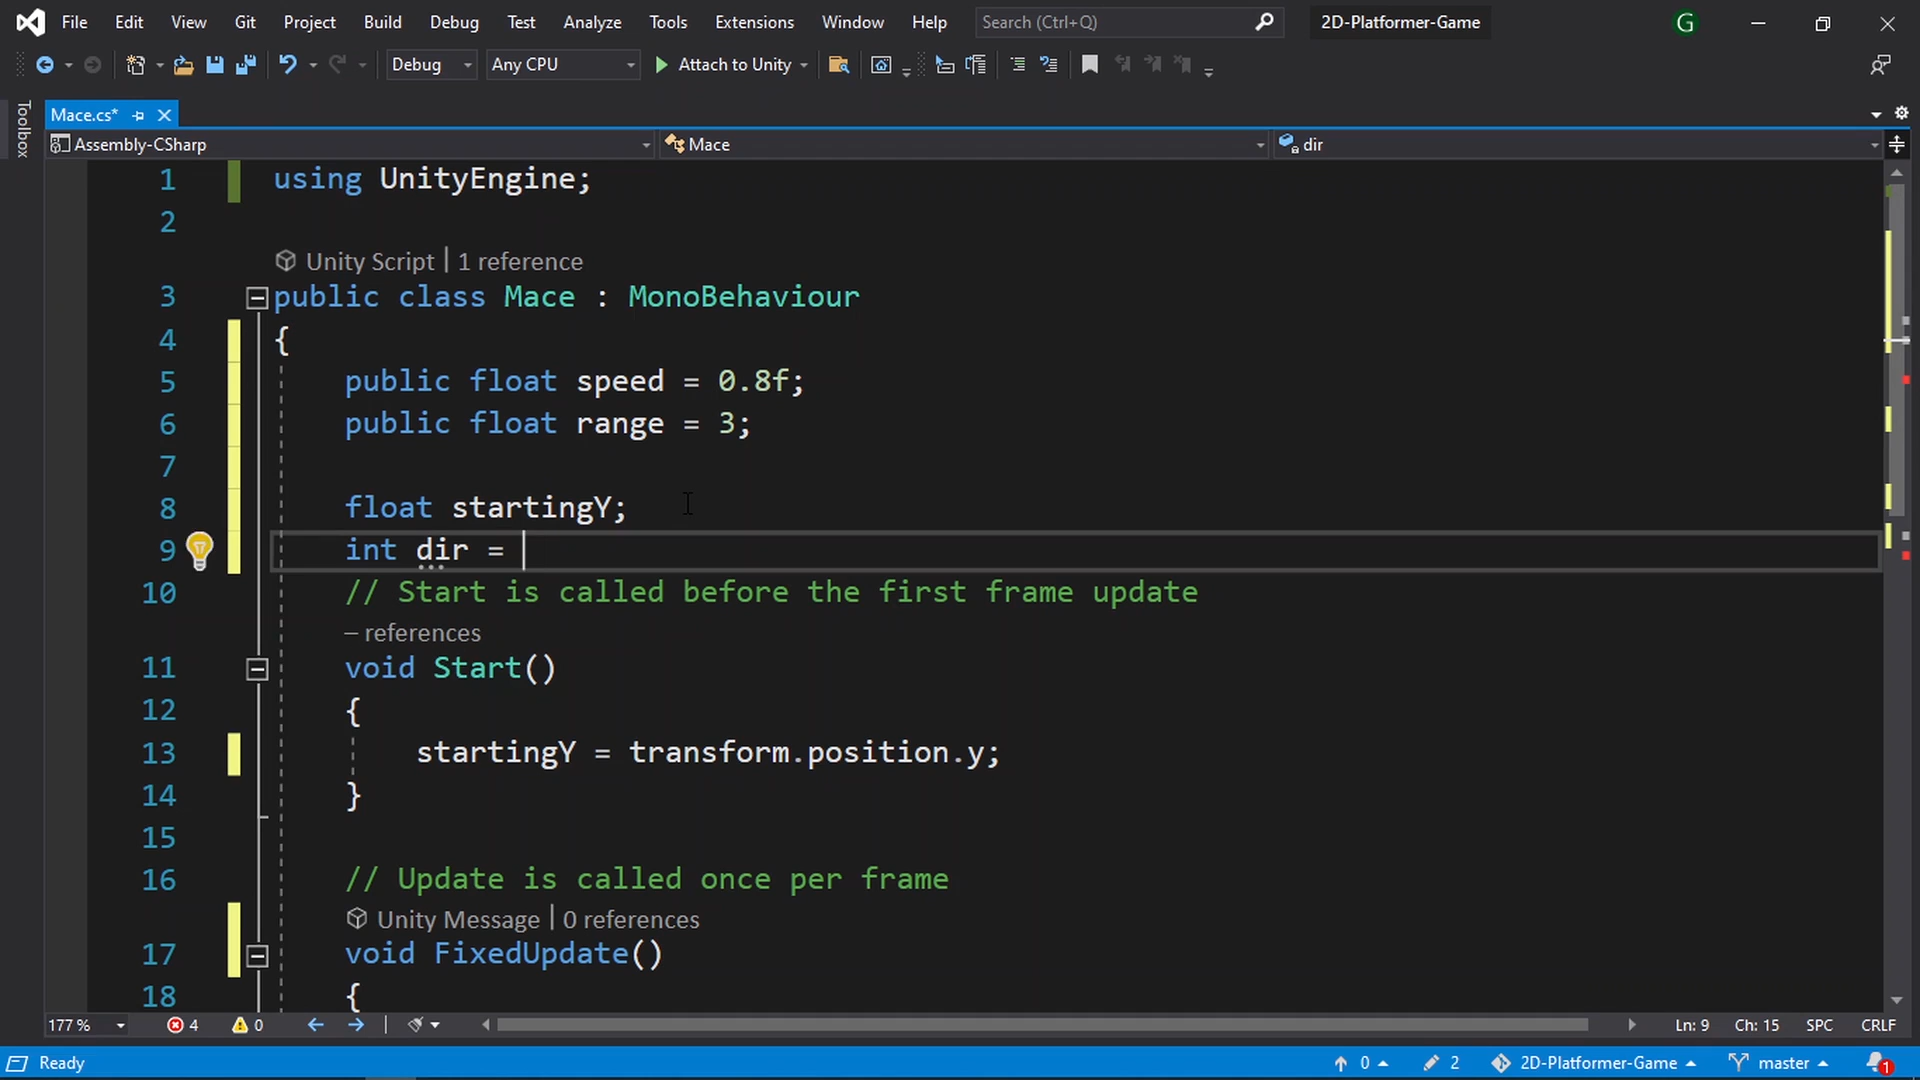 File Edit View Git Project Build Debug Test Analyze Tools Extensions Window Help Search (Ctrl+Q) 2D-Platformer-Game G
Debug Any CPU Attach to Unity
Toolbox
Mace.cs*
Assembly-CSharp Mace dir
1 using UnityEngine;
2
Unity Script | 1 reference
3 public class Mace : MonoBehaviour
4 {
5 public float speed = 0.8f;
6 public float range = 3;
7
8 float startingY;
9 int dir =
10 // Start is called before the first frame update
– references
11 void Start()
12 {
13 startingY = transform.position.y;
14 }
15
16 // Update is called once per frame
Unity Message | 0 references
17 void FixedUpdate()
18 {
177 % 4 0 Ln: 9 Ch: 15 SPC CRLF
Ready 0 2 2D-Platformer-Game master 1